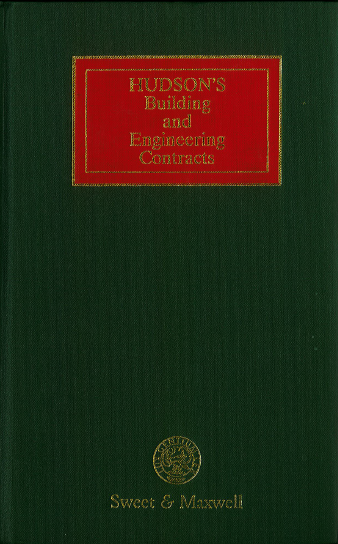 HUDSON'S
Building
and
Engineering
Contracts
Sweet & Maxwell